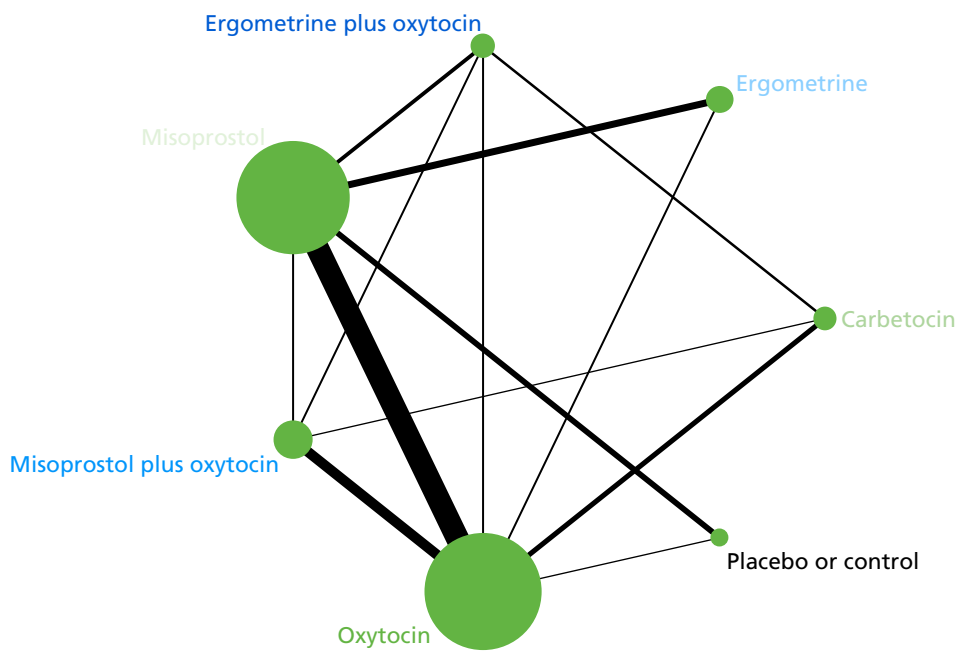 Ergometrine plus oxytocin
Ergometrine
Misoprostol
Carbetocin
Misoprostol plus oxytocin
Placebo or control
Oxytocin